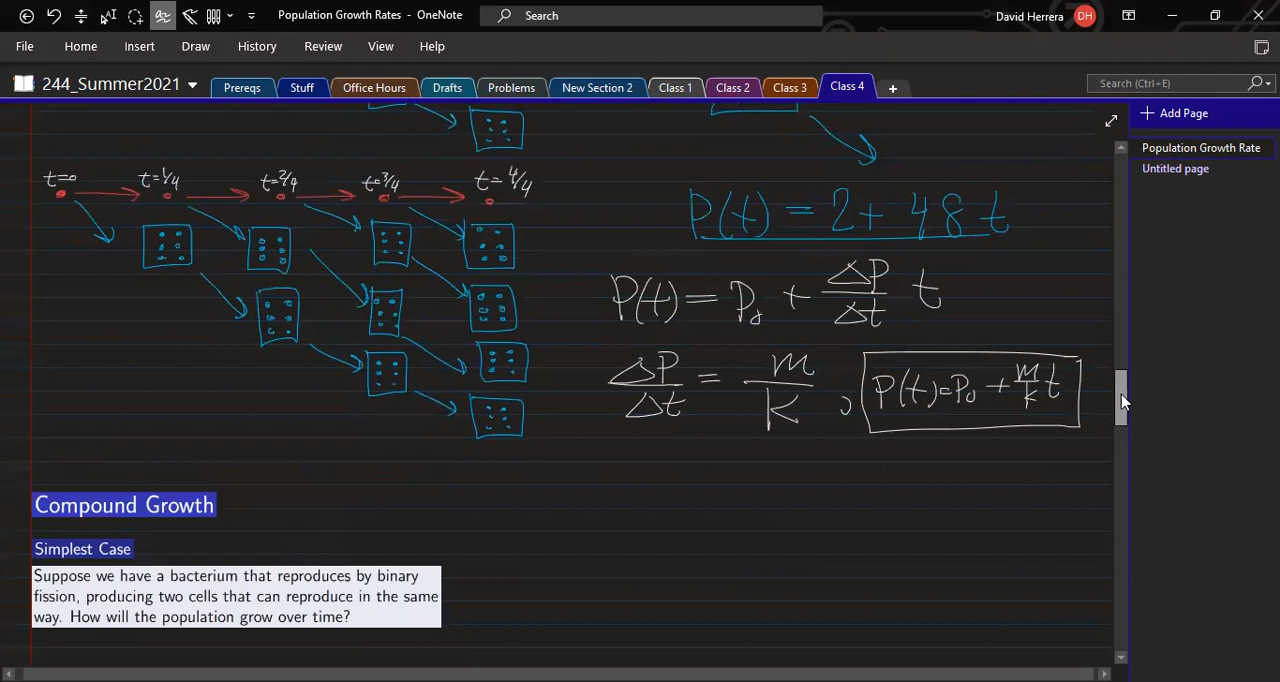 Population Growth Rates - OneNote
Search
David Herrera
DH
File Home Insert Draw History Review View Help
244_Summer2021
Prereqs Stuff Office Hours Drafts Problems New Section 2 Class 1 Class 2 Class 3 Class 4 +
Search (Ctrl+E)
Add Page
Population Growth Rate
Untitled page
t=0 t=1/4 t=2/4 t=3/4 t=4/4
P(t) = 2 + 48 t
P(t) = P₀ + ΔP/Δt t
ΔP/Δt = m/K , P(t)=P₀ + m/k t
Compound Growth
Simplest Case
Suppose we have a bacterium that reproduces by binary
fission, producing two cells that can reproduce in the same
way. How will the population grow over time?